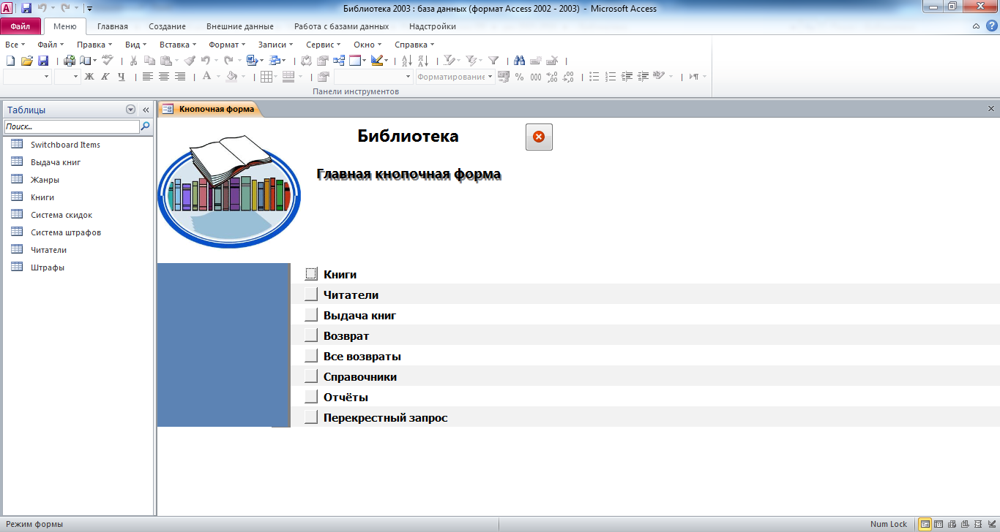 Библиотека 2003 : база данных (формат Access 2002 - 2003) - Microsoft Access
Файл Меню Главная Создание Внешние данные Работа с базами данных Надстройки
Все Файл Правка Вид Вставка Формат Записи Сервис Окно Справка
Ж К Ч А Форматирование % 000
Панели инструментов
Таблицы
Кнопочная форма
Поиск...
Switchboard Items
Выдача книг
Жанры
Книги
Система скидок
Система штрафов
Читатели
Штрафы
Библиотека
Главная кнопочная форма
Книги
Читатели
Выдача книг
Возврат
Все возвраты
Справочники
Отчёты
Перекрестный запрос
Режим формы
Num Lock